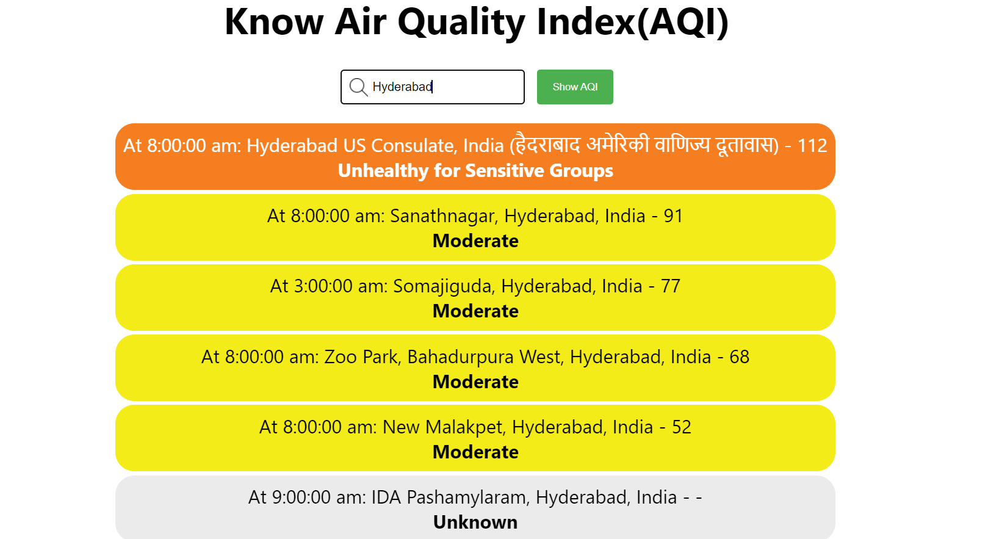 Know Air Quality Index(AQI)
Hyderabad
Show AQI
At 8:00:00 am: Hyderabad US Consulate, India (हैदराबाद अमेरिकी वाणिज्य दूतावास) - 112
Unhealthy for Sensitive Groups
At 8:00:00 am: Sanathnagar, Hyderabad, India - 91
Moderate
At 3:00:00 am: Somajiguda, Hyderabad, India - 77
Moderate
At 8:00:00 am: Zoo Park, Bahadurpura West, Hyderabad, India - 68
Moderate
At 8:00:00 am: New Malakpet, Hyderabad, India - 52
Moderate
At 9:00:00 am: IDA Pashamylaram, Hyderabad, India - -
Unknown